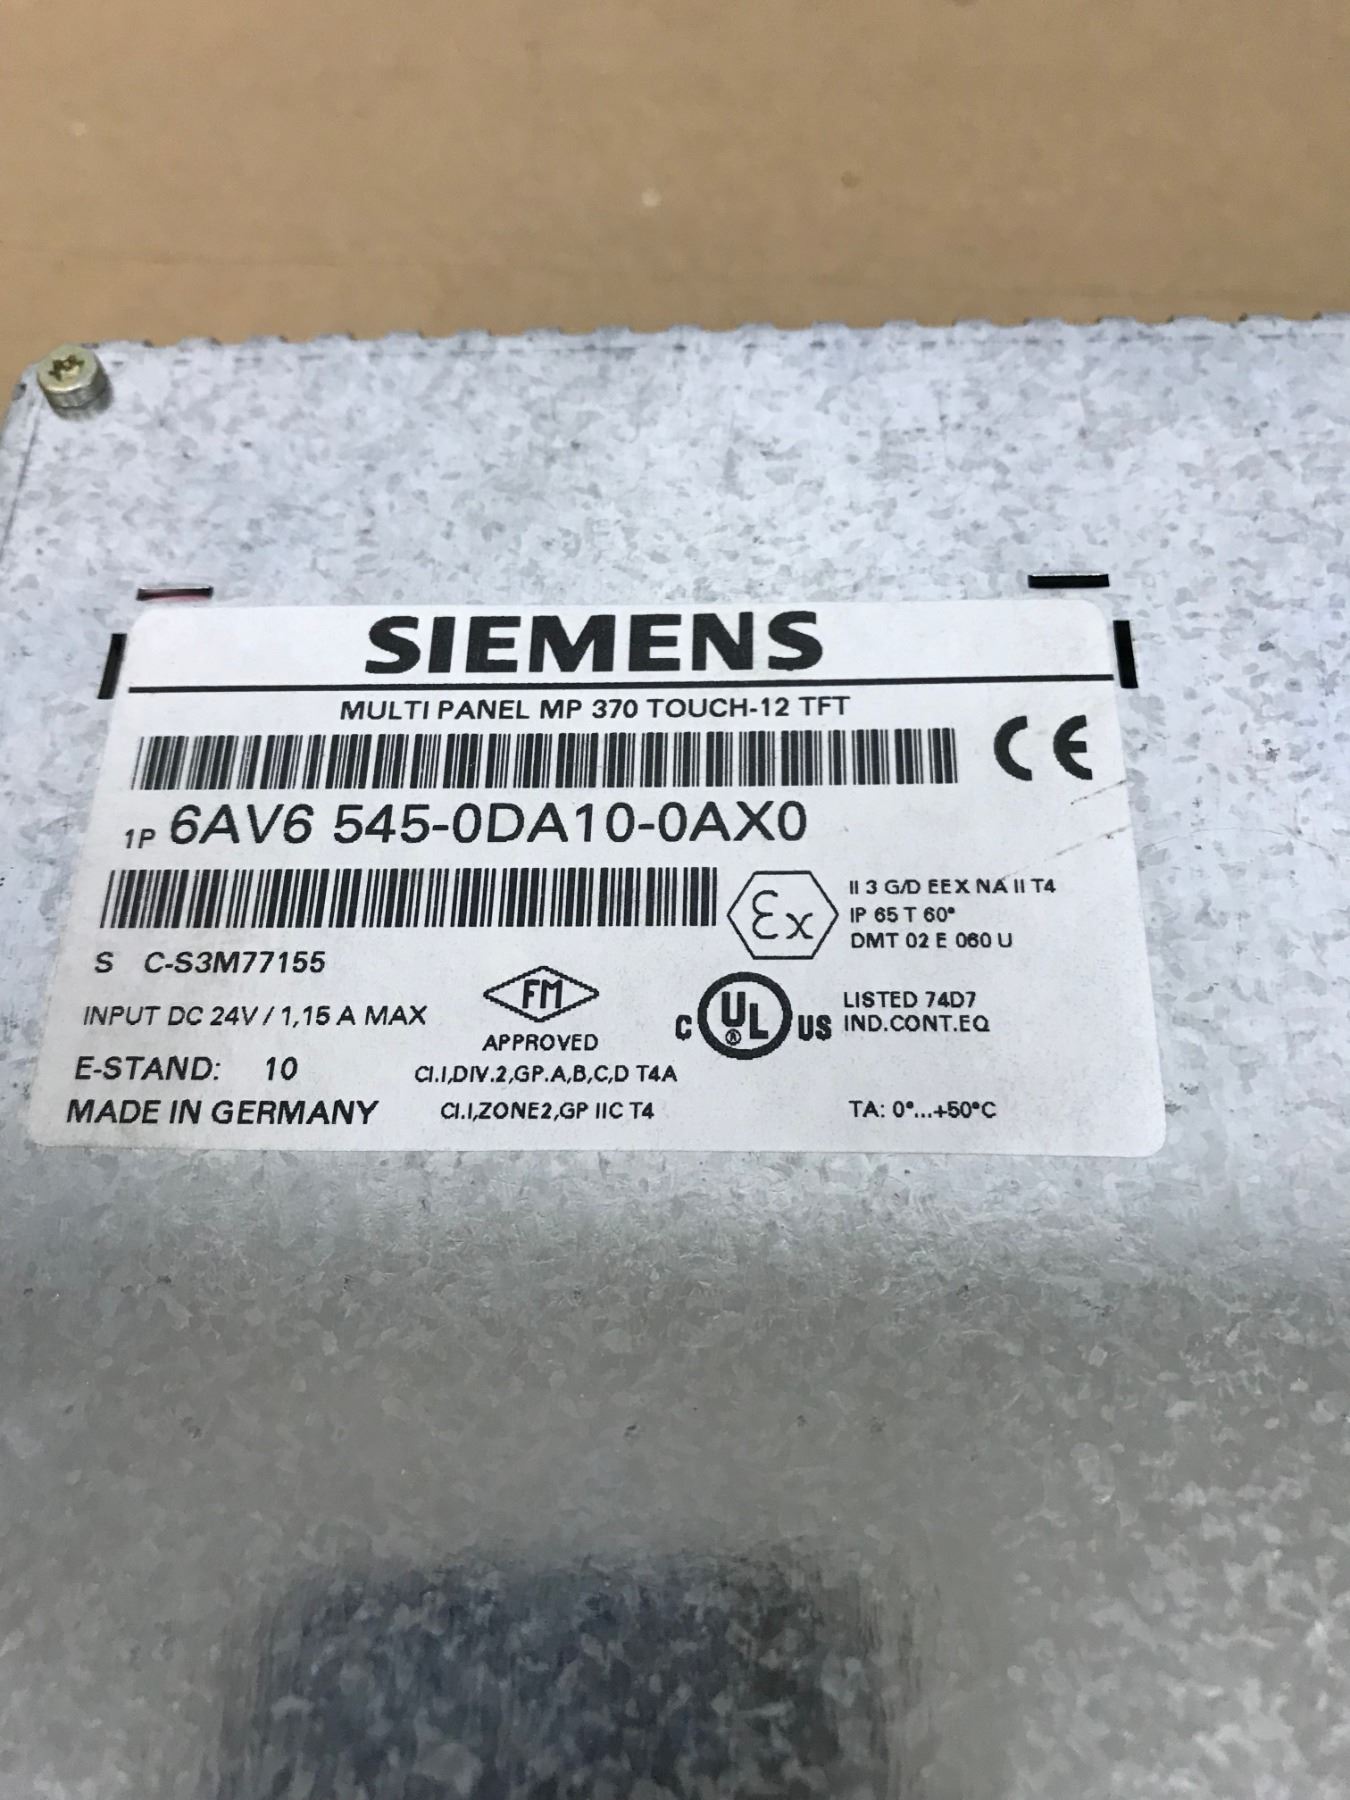 SIEMENS
MULTI PANEL MP 370 TOUCH-12 TFT
CE
1P 6AV6 545-0DA10-0AX0
Ex
II 3 G/D EEX NA II T4
IP 65 T 60°
DMT 02 E 060 U
S C-S3M77155
INPUT DC 24V / 1,15 A MAX
FM
APPROVED
C UL ® US
LISTED 74D7
IND.CONT.EQ
E-STAND: 10
CI.I,DIV.2,GP.A,B,C,D T4A
MADE IN GERMANY
CI.I,ZONE2,GP IIC T4
TA: 0°...+50°C